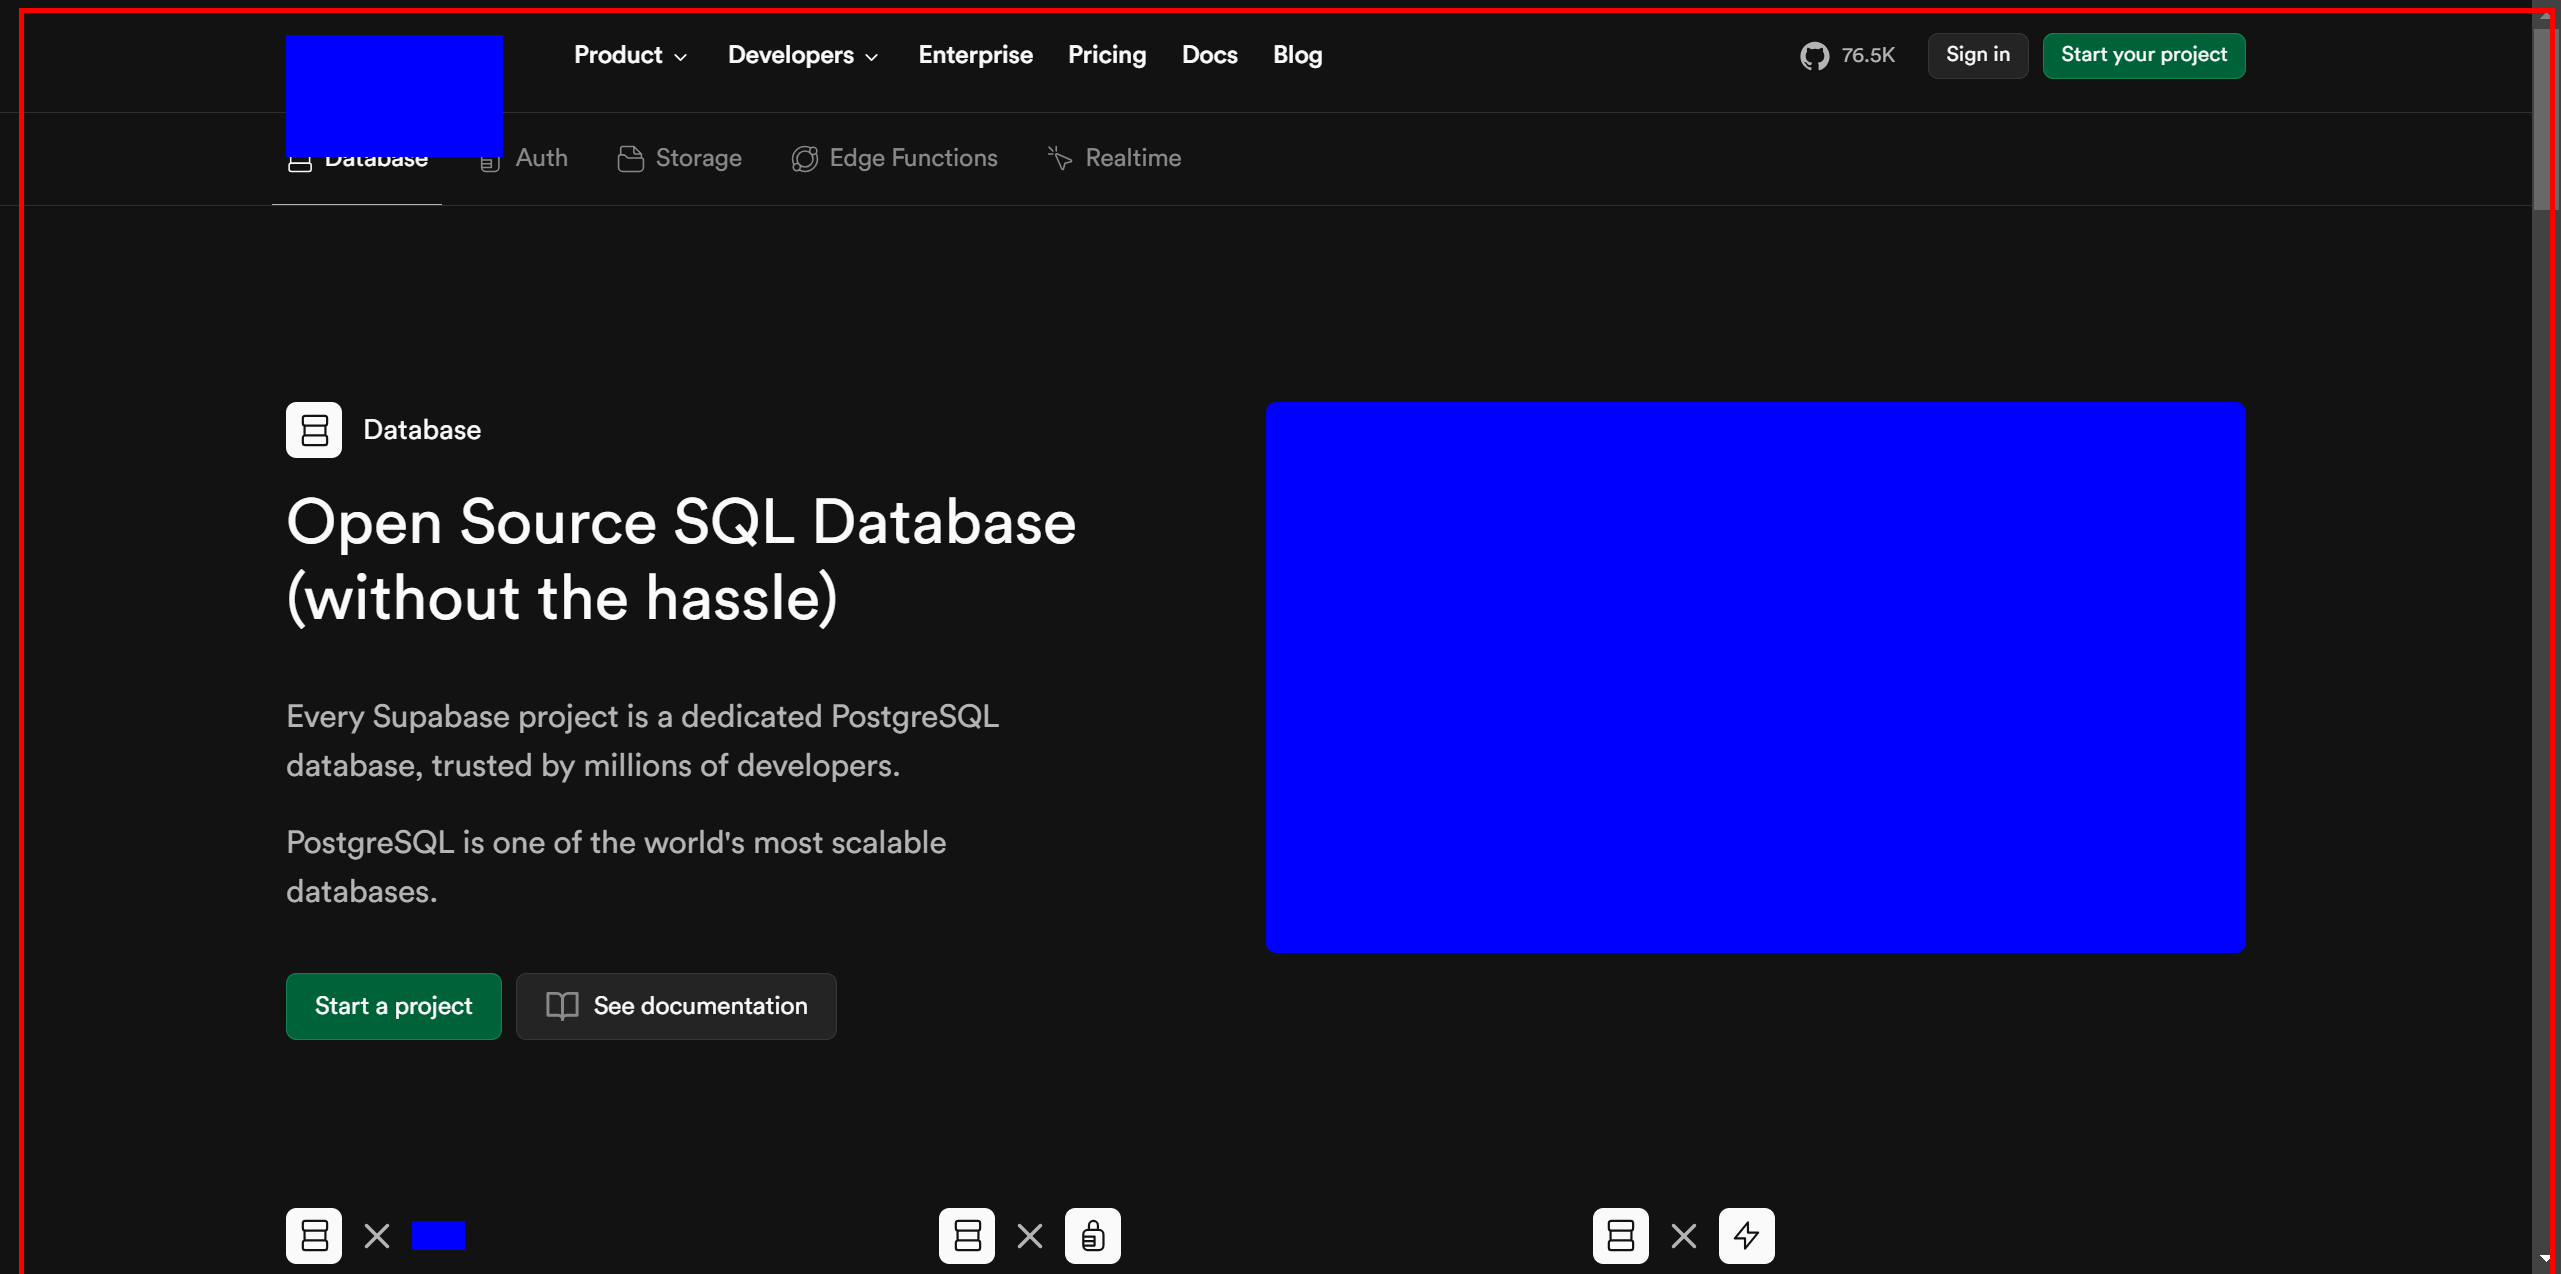 Product
Developers
Enterprise
Pricing
Docs
Blog
76.5K
Sign in
Start your project
Database
Auth
Storage
Edge Functions
Realtime
Database
Open Source SQL Database
(without the hassle)
Every Supabase project is a dedicated PostgreSQL
database, trusted by millions of developers.
PostgreSQL is one of the world's most scalable
databases.
Start a project
See documentation